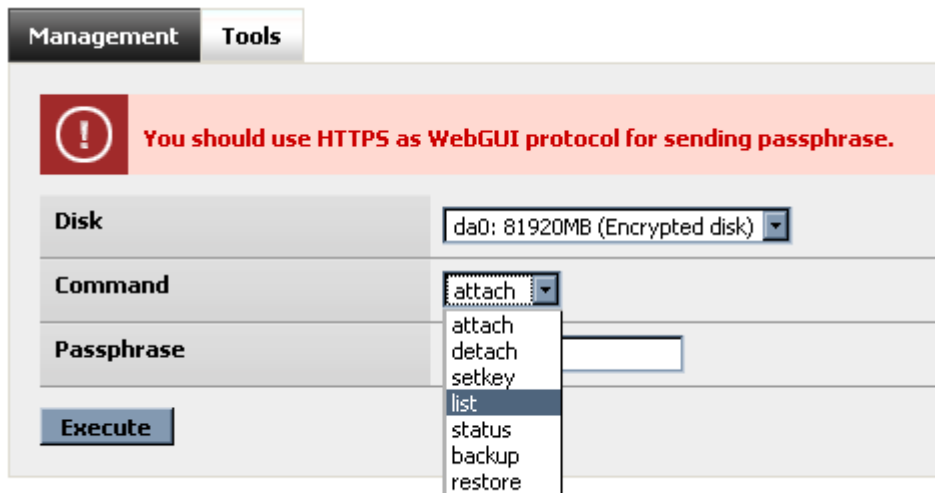 Management Tools
You should use HTTPS as WebGUI protocol for sending passphrase.
Disk da0: 81920MB (Encrypted disk)
Command attach
attach
Passphrase
detach
setkey
list
Execute
status
backup
restore